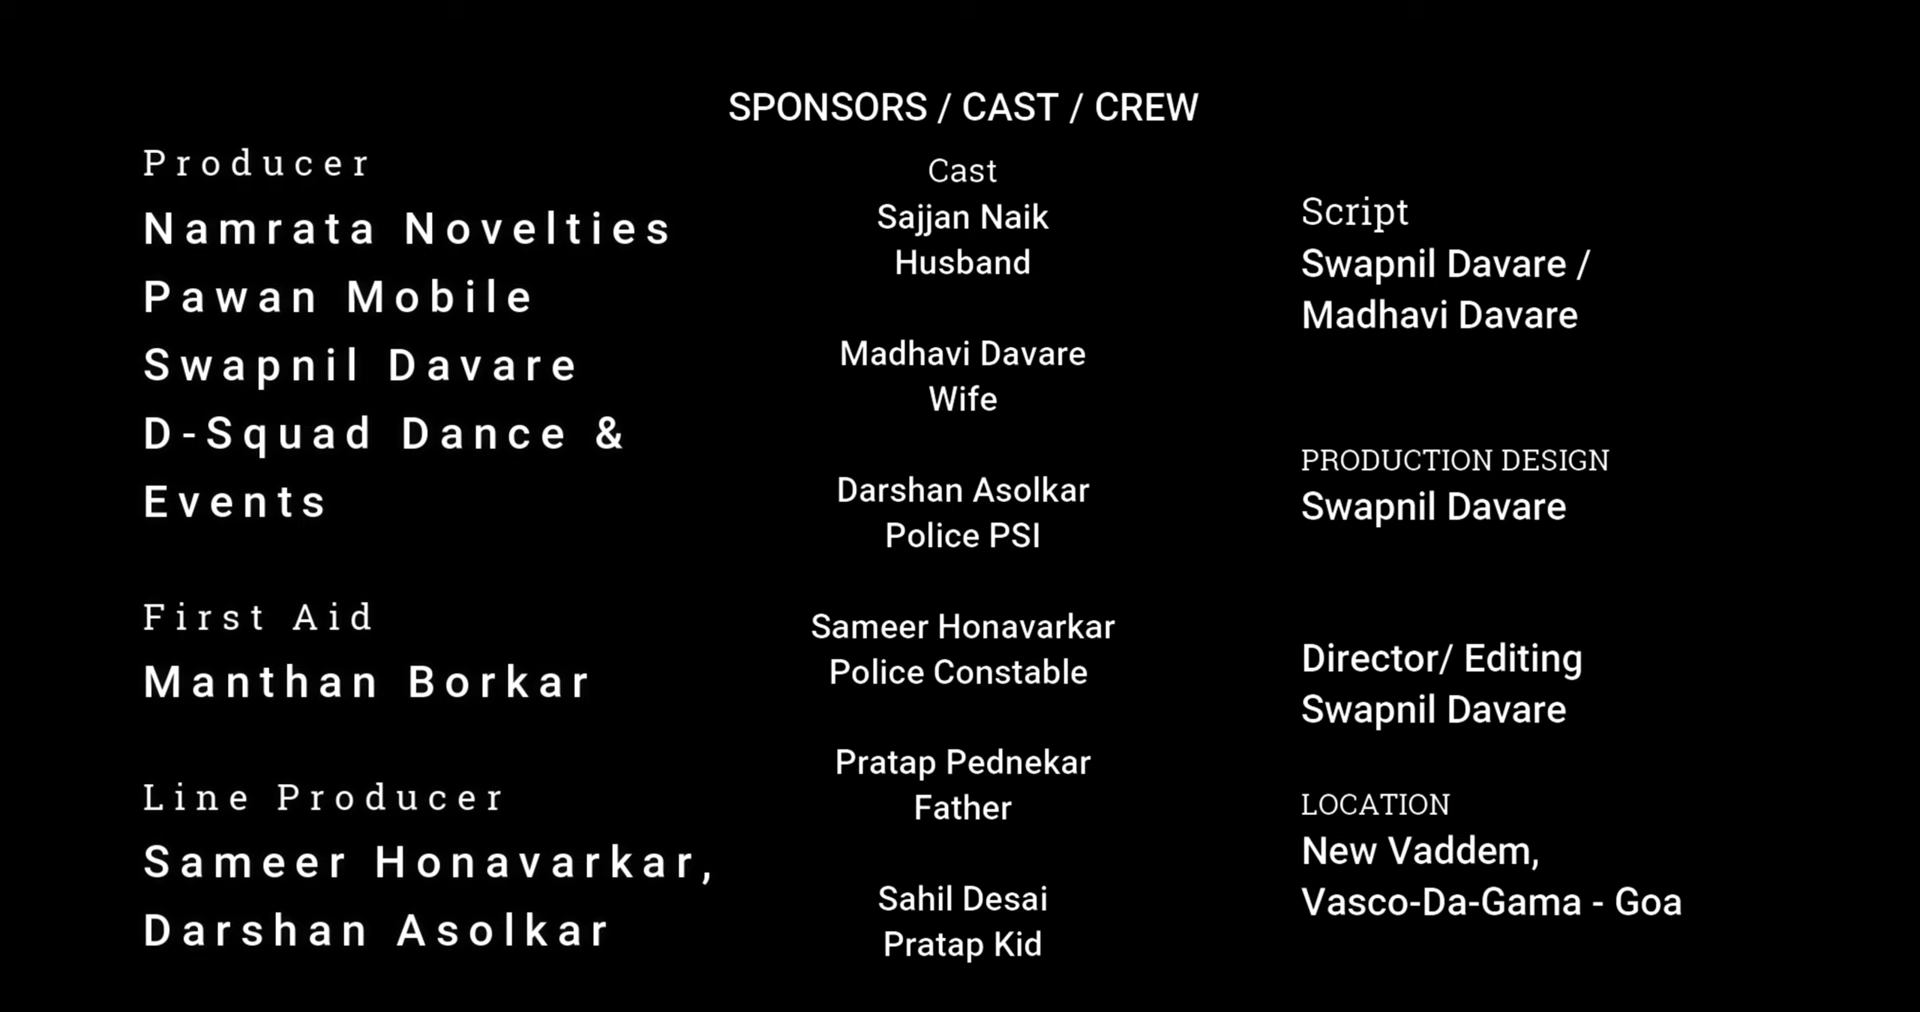 SPONSORS / CAST / CREW
Producer
Namrata Novelties
Pawan Mobile
Swapnil Davare
D-Squad Dance &
Events
First Aid
Manthan Borkar
Line Producer
Sameer Honavarkar,
Darshan Asolkar
Cast
Sajjan Naik
Husband
Madhavi Davare
Wife
Darshan Asolkar
Police PSI
Sameer Honavarkar
Police Constable
Pratap Pednekar
Father
Sahil Desai
Pratap Kid
Script
Swapnil Davare /
Madhavi Davare
PRODUCTION DESIGN
Swapnil Davare
Director/ Editing
Swapnil Davare
LOCATION
New Vaddem,
Vasco-Da-Gama - Goa